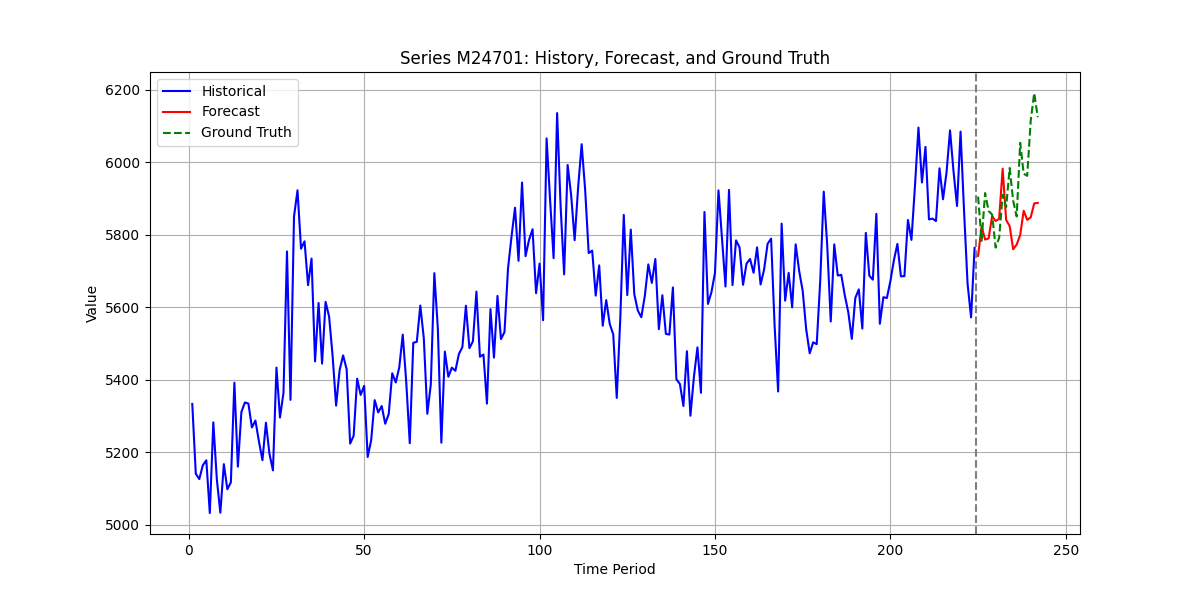 Series M24701: History, Forecast, and Ground Truth
Historical
Forecast
Ground Truth
6200
6000
5800
5600
5400
5200
5000
Value
0 50 100 150 200 250
Time Period